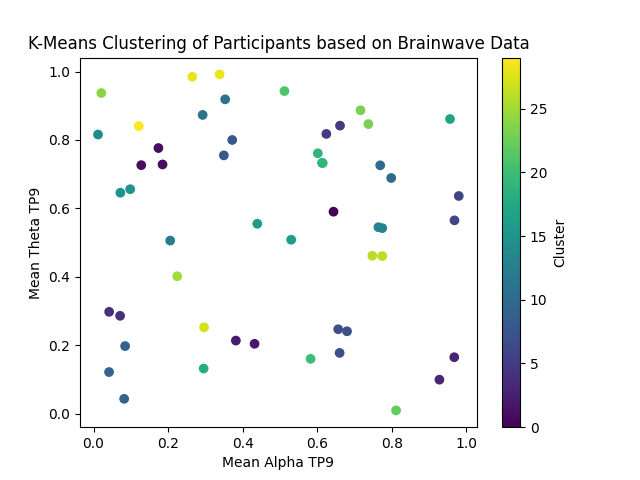 K-Means Clustering of Participants based on Brainwave Data
1.0
0.8
0.6
0.4
0.2
0.0
Mean Theta TP9
0.0 0.2 0.4 0.6 0.8 1.0
Mean Alpha TP9
25
20
15
10
5
0
Cluster